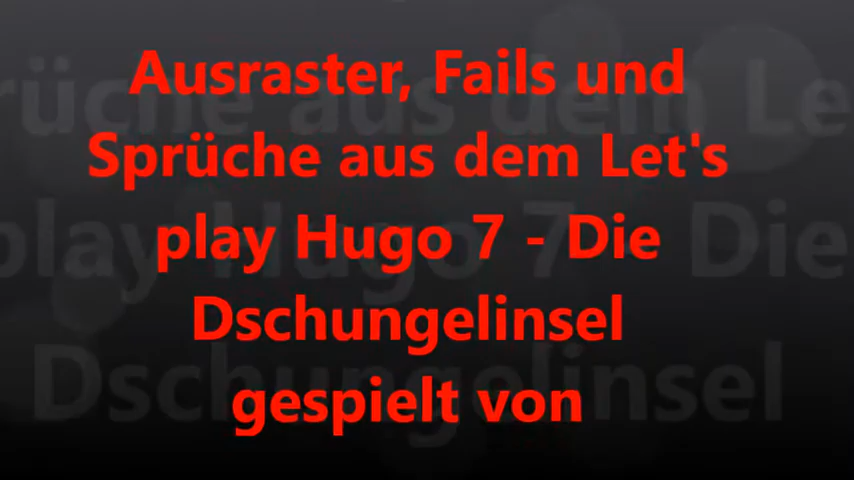 Ausraster, Fails und
Sprüche aus dem Let's
play Hugo 7 - Die
Dschungelinsel
gespielt von